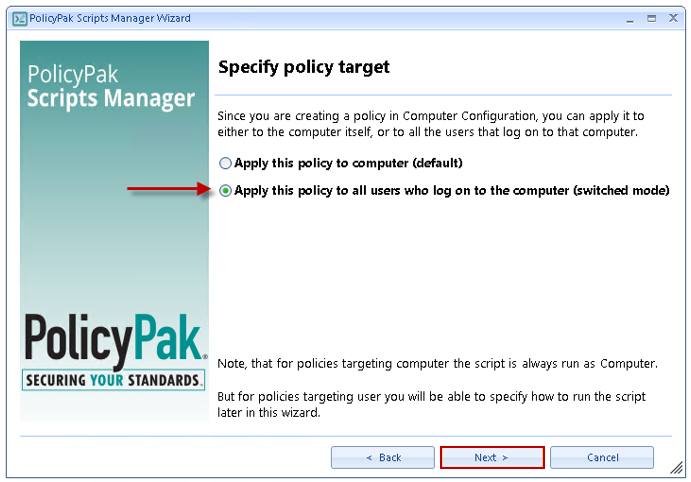 PolicyPak Scripts Manager Wizard
PolicyPak
Scripts Manager
Specify policy target
Since you are creating a policy in Computer Configuration, you can apply it to
either to the computer itself, or to all the users that log on to that computer.
Apply this policy to computer (default)
Apply this policy to all users who log on to the computer (switched mode)
PolicyPak®
SECURING YOUR STANDARDS.
Note, that for policies targeting computer the script is always run as Computer.
But for policies targeting user you will be able to specify how to run the script
later in this wizard.
< Back
Next >
Cancel